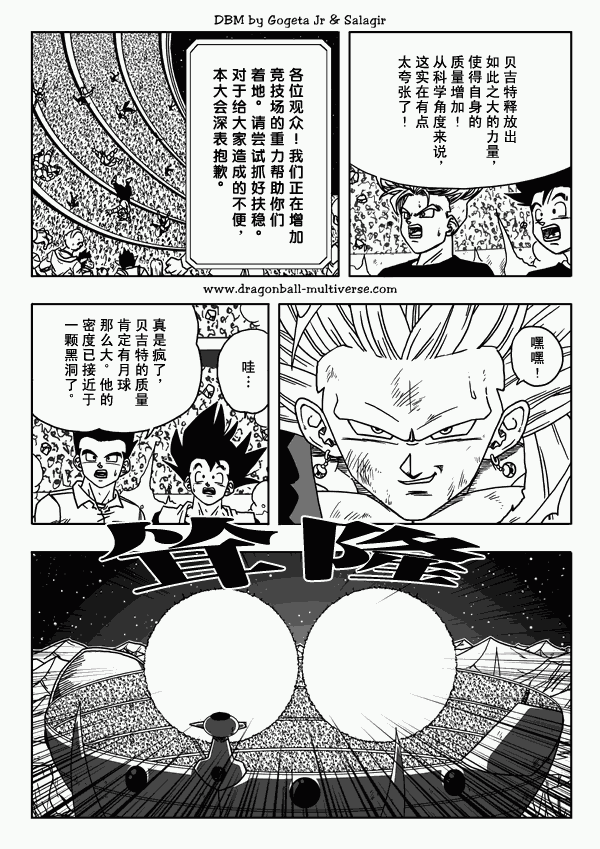 DBM by Gogeta Jr & Salagir
贝吉特释放出
如此之大的力量，
使得自身的
质量增加！
从科学角度来说，
这实在有点
太夸张了！
各位观众！我们正在增加
竞技场的重力帮助你们
着地。请尝试抓好扶稳。
对于给大家造成的不便，
本大会深表抱歉。
www.dragonball-multiverse.com
嘿嘿！
哇…
真是疯了，
贝吉特的质量
肯定有月球
那么大。他的
密度已接近于
一颗黑洞了！
耸隆